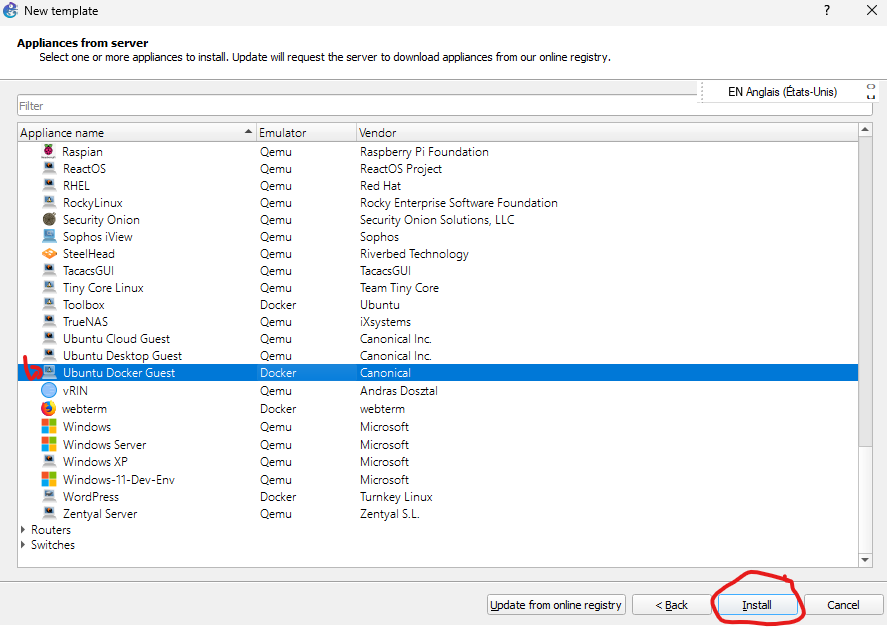 New template
?
Appliances from server
Select one or more appliances to install. Update will request the server to download appliances from our online registry.
EN Anglais (États-Unis)
Filter
Appliance name Emulator Vendor
Raspian Qemu Raspberry Pi Foundation
ReactOS Qemu ReactOS Project
RHEL Qemu Red Hat
RockyLinux Qemu Rocky Enterprise Software Foundation
Security Onion Qemu Security Onion Solutions, LLC
Sophos iView Qemu Sophos
SteelHead Qemu Riverbed Technology
TacacsGUI Qemu TacacsGUI
Tiny Core Linux Qemu Team Tiny Core
Toolbox Docker Ubuntu
TrueNAS Qemu iXsystems
Ubuntu Cloud Guest Qemu Canonical Inc.
Ubuntu Desktop Guest Qemu Canonical Inc.
Ubuntu Docker Guest Docker Canonical
vRIN Qemu Andras Dosztal
webterm Docker webterm
Windows Qemu Microsoft
Windows Server Qemu Microsoft
Windows XP Qemu Microsoft
Windows-11-Dev-Env Qemu Microsoft
WordPress Docker Turnkey Linux
Zentyal Server Qemu Zentyal S.L.
Routers
Switches
Update from online registry < Back Install Cancel